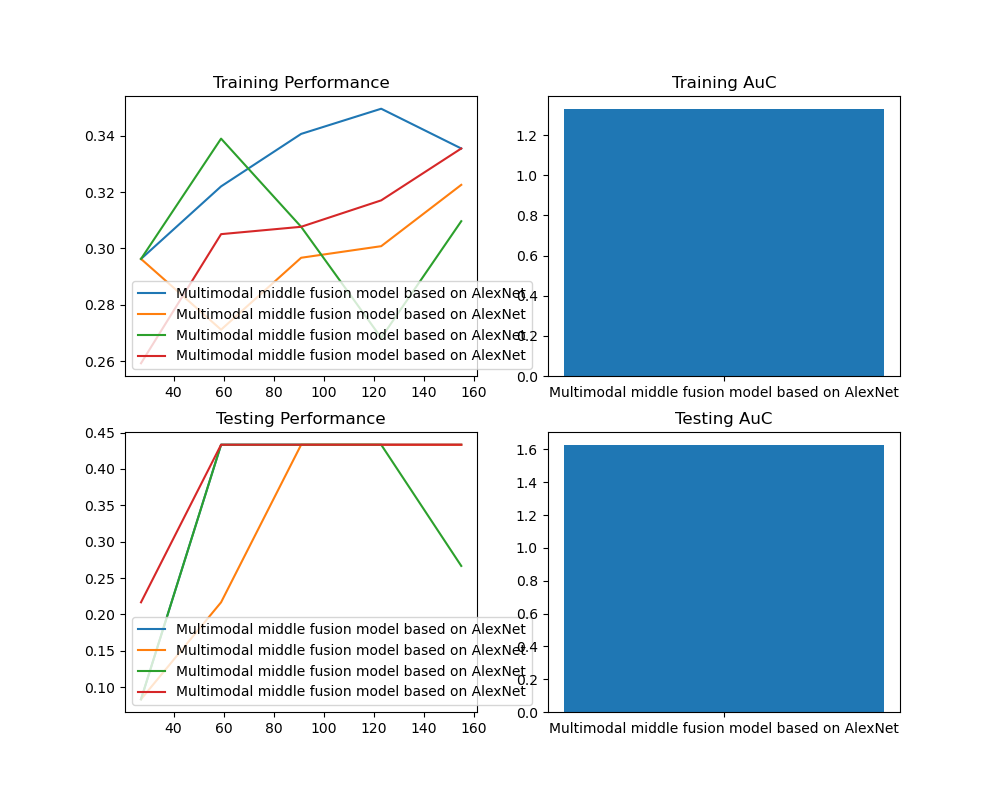 Training Performance
0.34
0.32
0.30
0.28
0.26
Multimodal middle fusion model based on AlexNet
Multimodal middle fusion model based on AlexNet
Multimodal middle fusion model based on AlexNet
Multimodal middle fusion model based on AlexNet
40 60 80 100 120 140 160
Training AuC
1.2
1.0
0.8
0.6
0.4
0.2
0.0
Multimodal middle fusion model based on AlexNet
Testing Performance
0.45
0.40
0.35
0.30
0.25
0.20
0.15
0.10
Multimodal middle fusion model based on AlexNet
Multimodal middle fusion model based on AlexNet
Multimodal middle fusion model based on AlexNet
Multimodal middle fusion model based on AlexNet
40 60 80 100 120 140 160
Testing AuC
1.6
1.4
1.2
1.0
0.8
0.6
0.4
0.2
0.0
Multimodal middle fusion model based on AlexNet